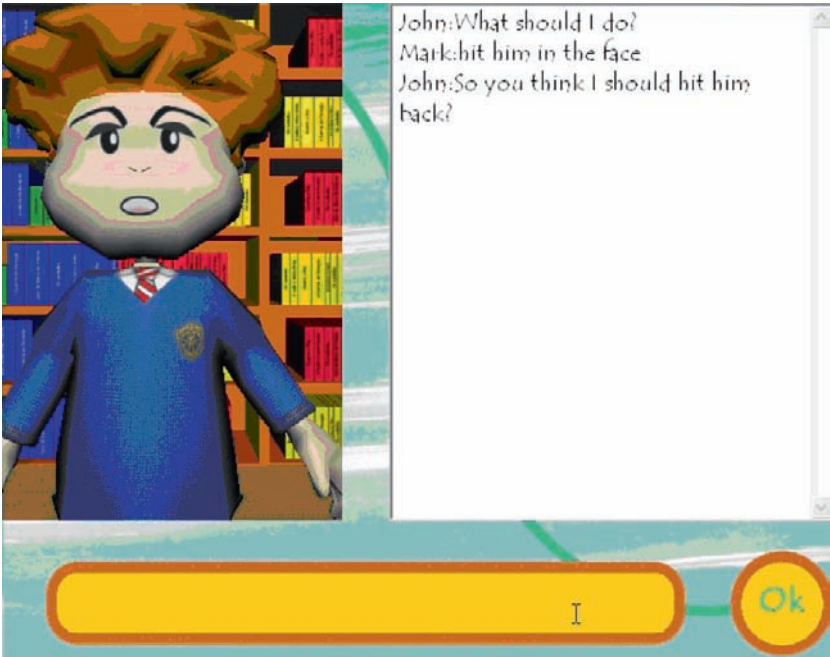 John:What should I do?
Mark:hit him in the face
John:So you think I should hit him
back?
Ok